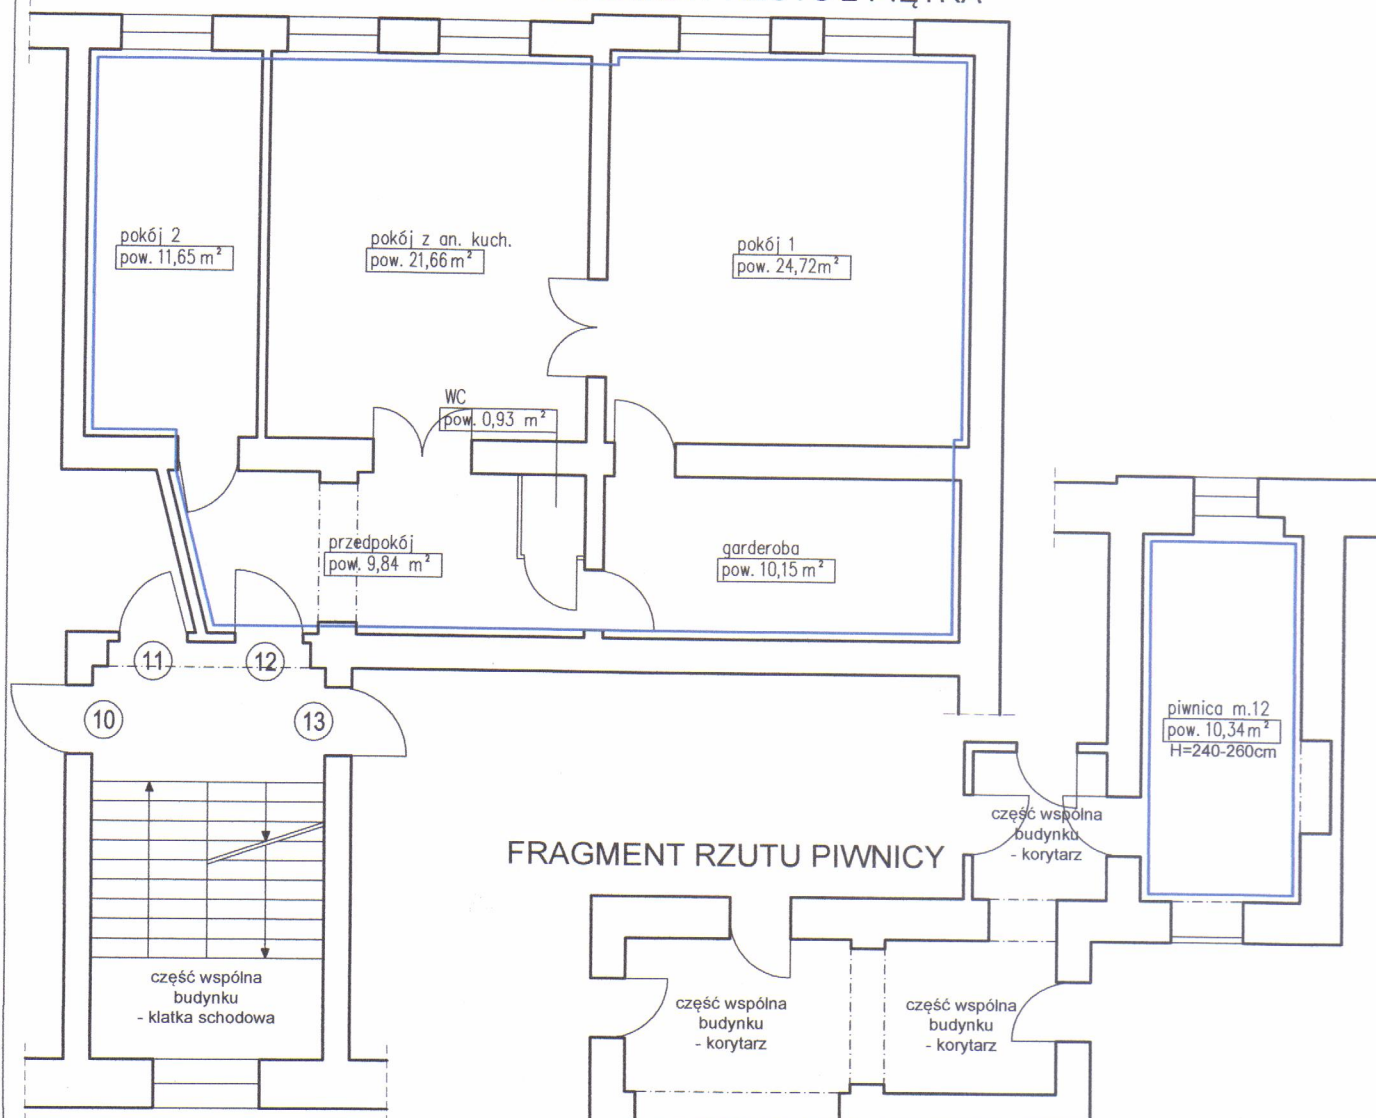 pokój 2
pow. 11,65 m²
pokój z an. kuch.
pow. 21,66 m²
pokój 1
pow. 24,72m²
WC
pow. 0,93 m²
przedpokój
pow. 9,84 m²
garderoba
pow. 10,15 m²
11
12
10
13
piwnica m.12
pow. 10,34m²
H=240-260cm
część wspólna
budynku
- korytarz
FRAGMENT RZUTU PIWNICY
część wspólna
budynku
- klatka schodowa
część wspólna
budynku
- korytarz
część wspólna
budynku
- korytarz